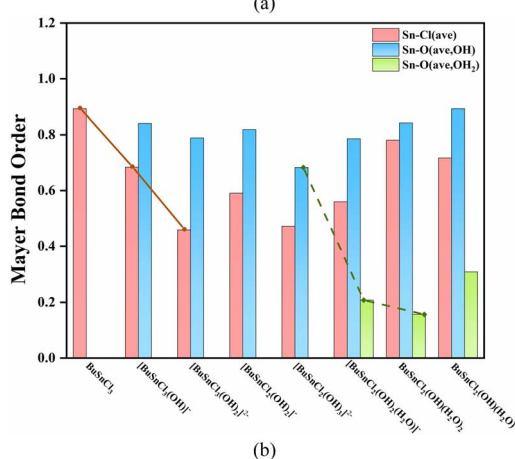 (a)
1.2
1.0
0.8
0.6
0.4
0.2
0.0
Mayer Bond Order
Sn-Cl(ave)
Sn-O(ave,OH)
Sn-O(ave,OH₂)
BuSnCl₃
[BuSnCl₃(OH)]⁻
[BuSnCl₃(OH)₂]²⁻
[BuSnCl₂(OH)₂]⁻
[BuSnCl₂(OH)₃]²⁻
[BuSnCl₂(OH)₂(H₂O)]⁻
BuSnCl₂(OH)(H₂O)₂
BuSnCl₂(OH)(H₂O)
(b)